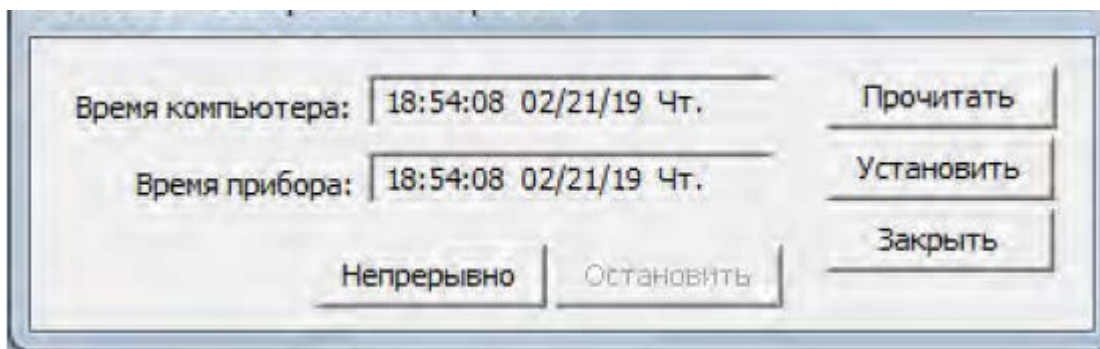 Время компьютера: 18:54:08 02/21/19 Чт.
Прочитать
Время прибора: 18:54:08 02/21/19 Чт.
Установить
Закрыть
Непрерывно Остановить